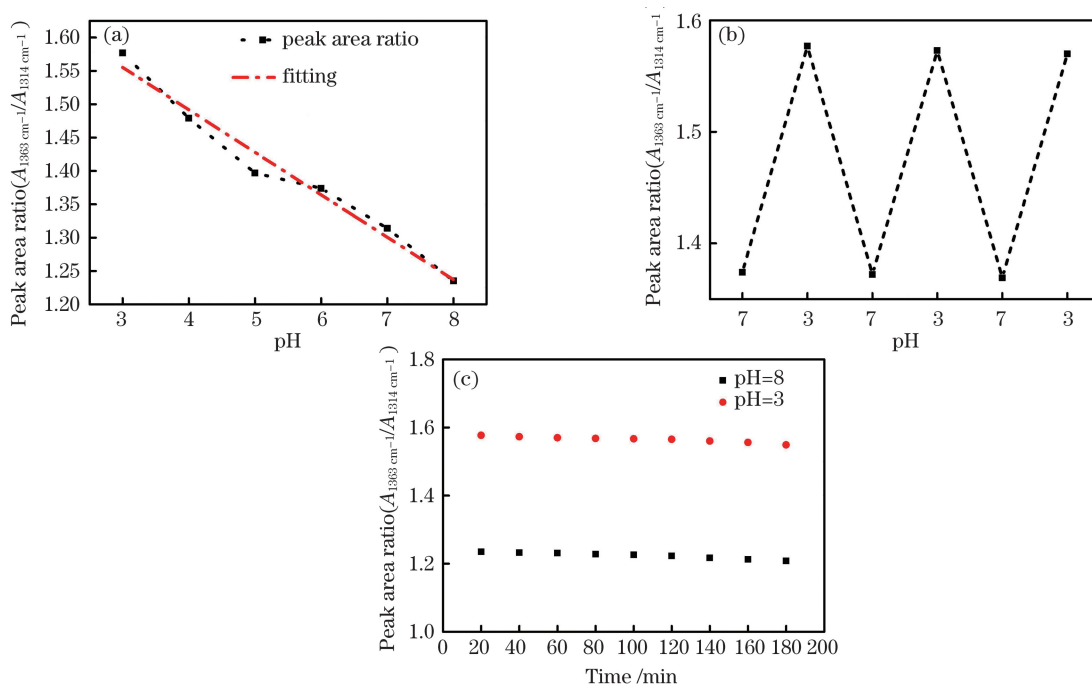 (a)
peak area ratio
fitting
Peak area ratio(A1363 cm−1/A1314 cm−1)
1.60
1.55
1.50
1.45
1.40
1.35
1.30
1.25
1.20
3 4 5 6 7 8
pH
(b)
Peak area ratio(A1363 cm−1/A1314 cm−1)
1.6
1.5
1.4
7 3 7 3 7 3
pH
(c)
pH=8
pH=3
Peak area ratio(A1363 cm−1/A1314 cm−1)
1.8
1.6
1.4
1.2
1.0
0 20 40 60 80 100 120 140 160 180 200
Time /min